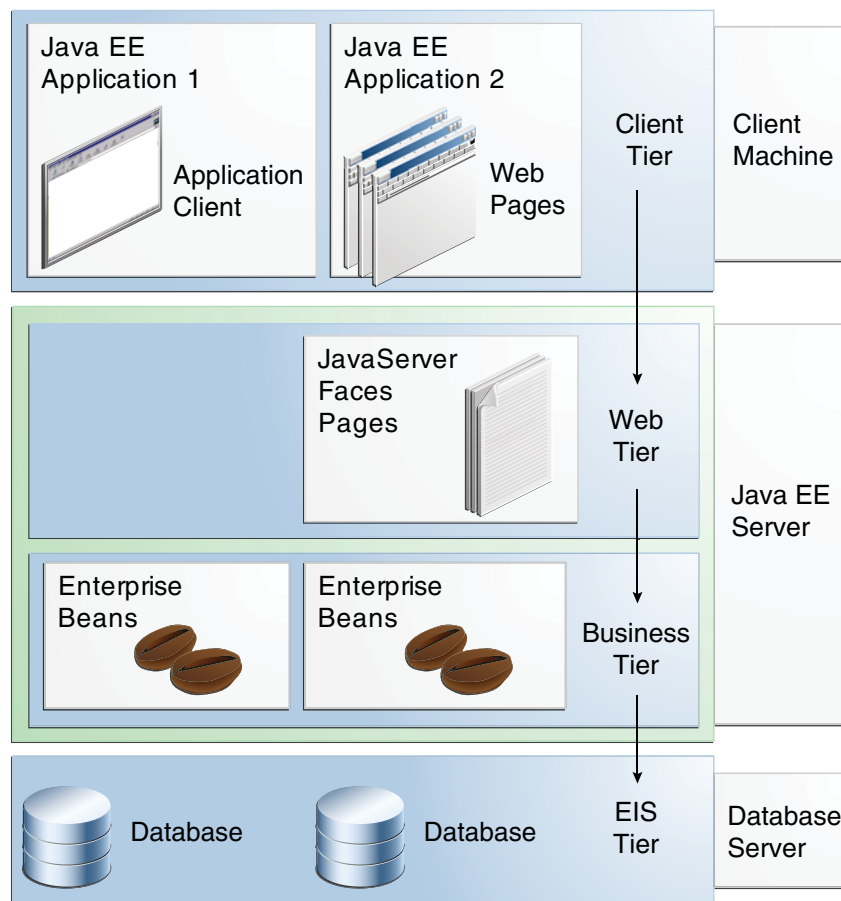 Java EE
Application 1
Application
Client
Java EE
Application 2
Web
Pages
Client
Tier
Client
Machine
JavaServer
Faces
Pages
Web
Tier
Java EE
Server
Enterprise
Beans
Enterprise
Beans
Business
Tier
Database
Database
EIS
Tier
Database
Server